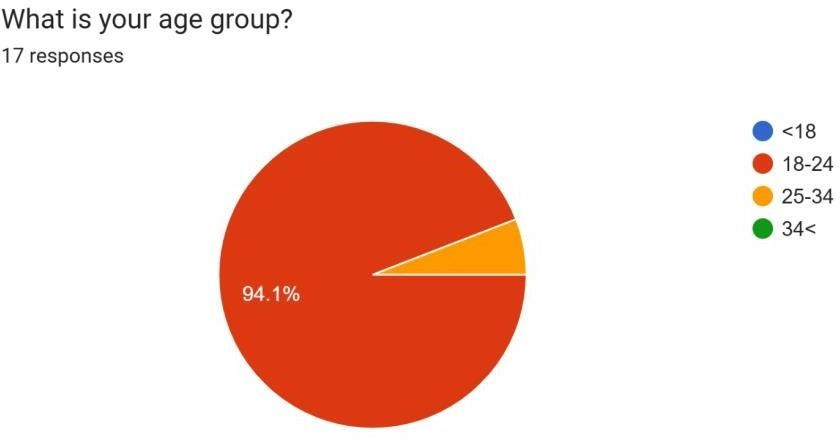 What is your age group?
17 responses
94.1%
<18
18-24
25-34
34<